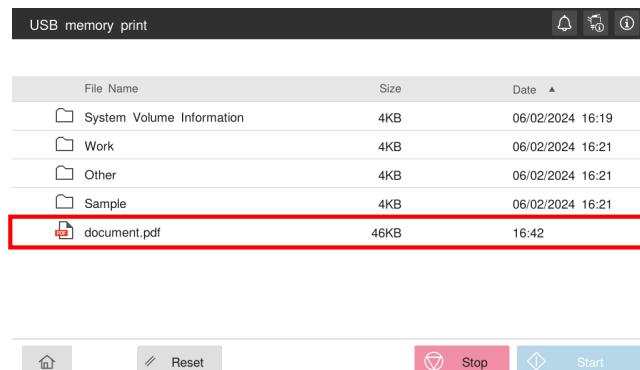 USB memory print
File Name Size Date ▲
System Volume Information 4KB 06/02/2024 16:19
Work 4KB 06/02/2024 16:21
Other 4KB 06/02/2024 16:21
Sample 4KB 06/02/2024 16:21
PDF document.pdf 46KB 16:42
Reset Stop Start